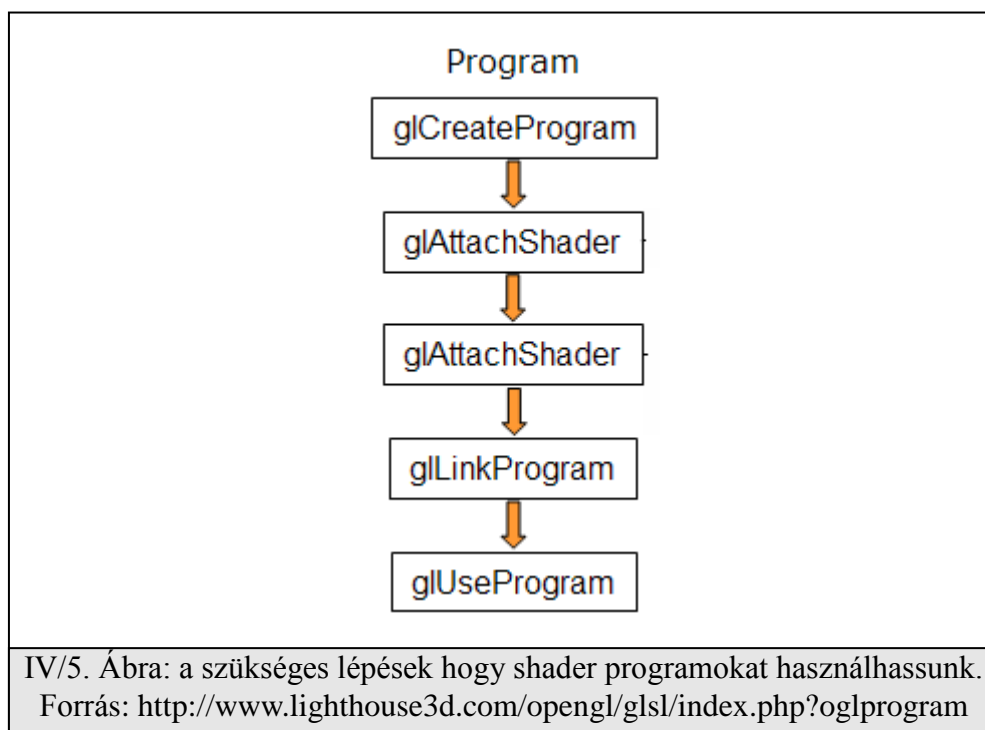 Program
glCreateProgram
glAttachShader
glAttachShader
glLinkProgram
glUseProgram
IV/5. Ábra: a szükséges lépések hogy shader programokat használhassunk.
Forrás: http://www.lighthouse3d.com/opengl/glsl/index.php?oglprogram